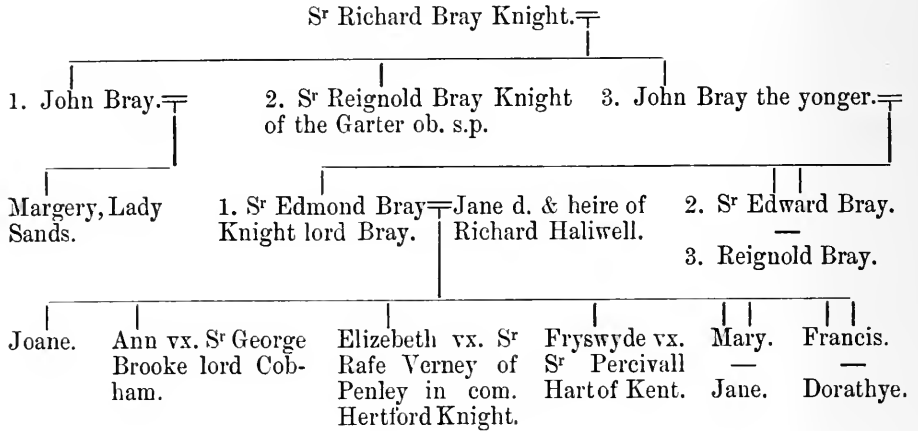 Sʳ Richard Bray Knight.
1. John Bray.
2. Sʳ Reignold Bray Knight
of the Garter ob. s.p.
3. John Bray the yonger.
Margery, Lady
Sands.
1. Sʳ Edmond Bray
Knight lord Bray.
Jane d. & heire of
Richard Haliwell.
2. Sʳ Edward Bray.
—
3. Reignold Bray.
Joane.
Ann vx. Sʳ George
Brooke lord Cob-
ham.
Elizebeth vx. Sʳ
Rafe Verney of
Penley in com.
Hertford Knight.
Fryswyde vx.
Sʳ Percivall
Hart of Kent.
Mary.
—
Jane.
Francis.
—
Dorathye.